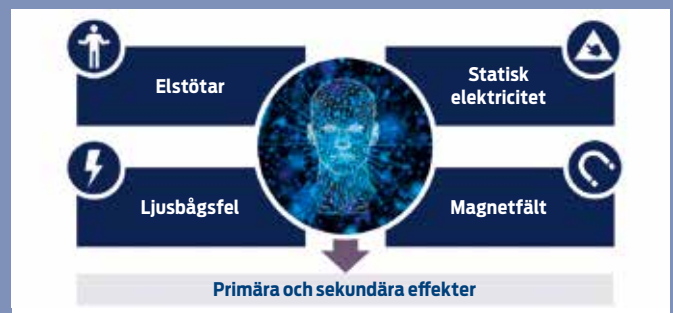 Elstötar
Statisk
elektricitet
Ljusbågsfel
Magnetfält
Primära och sekundära effekter